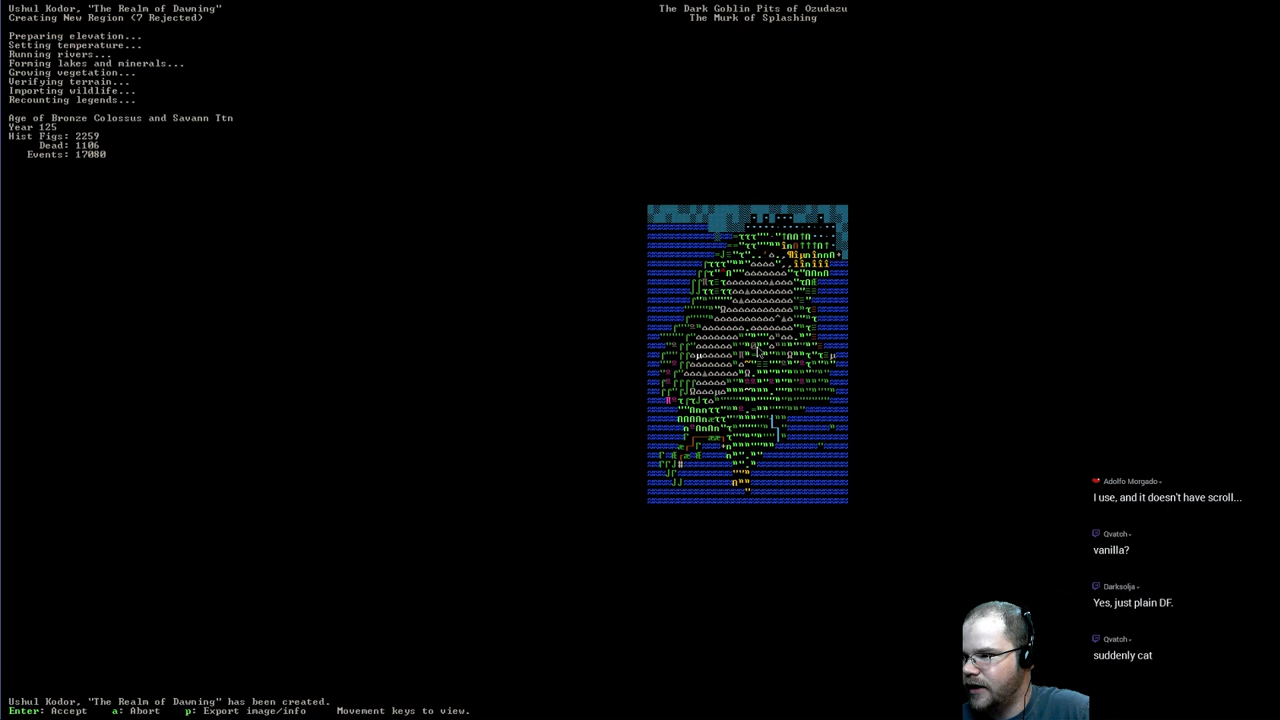 Ushul Kodor, "The Realm of Dawning"
Creating New Region (7 Rejected)
The Dark Goblin Pits of Ozudazu
The Murk of Splashing
Preparing elevation...
Setting temperature...
Running rivers...
Forming lakes and minerals...
Growing vegetation...
Verifying terrain...
Importing wildlife...
Recounting legends...
Age of Bronze Colossus and Savann Ttn
Year 125
Hist Figs: 2259
Dead: 1106
Events: 17080
Adolfo Morgado
I use, and it doesn't have scroll...
Qvatch
vanilla?
Darksolja
Yes, just plain DF.
Qvatch
suddenly cat
Ushul Kodor, "The Realm of Dawning" has been created.
Enter: Accept a: Abort p: Export image/info Movement keys to view.